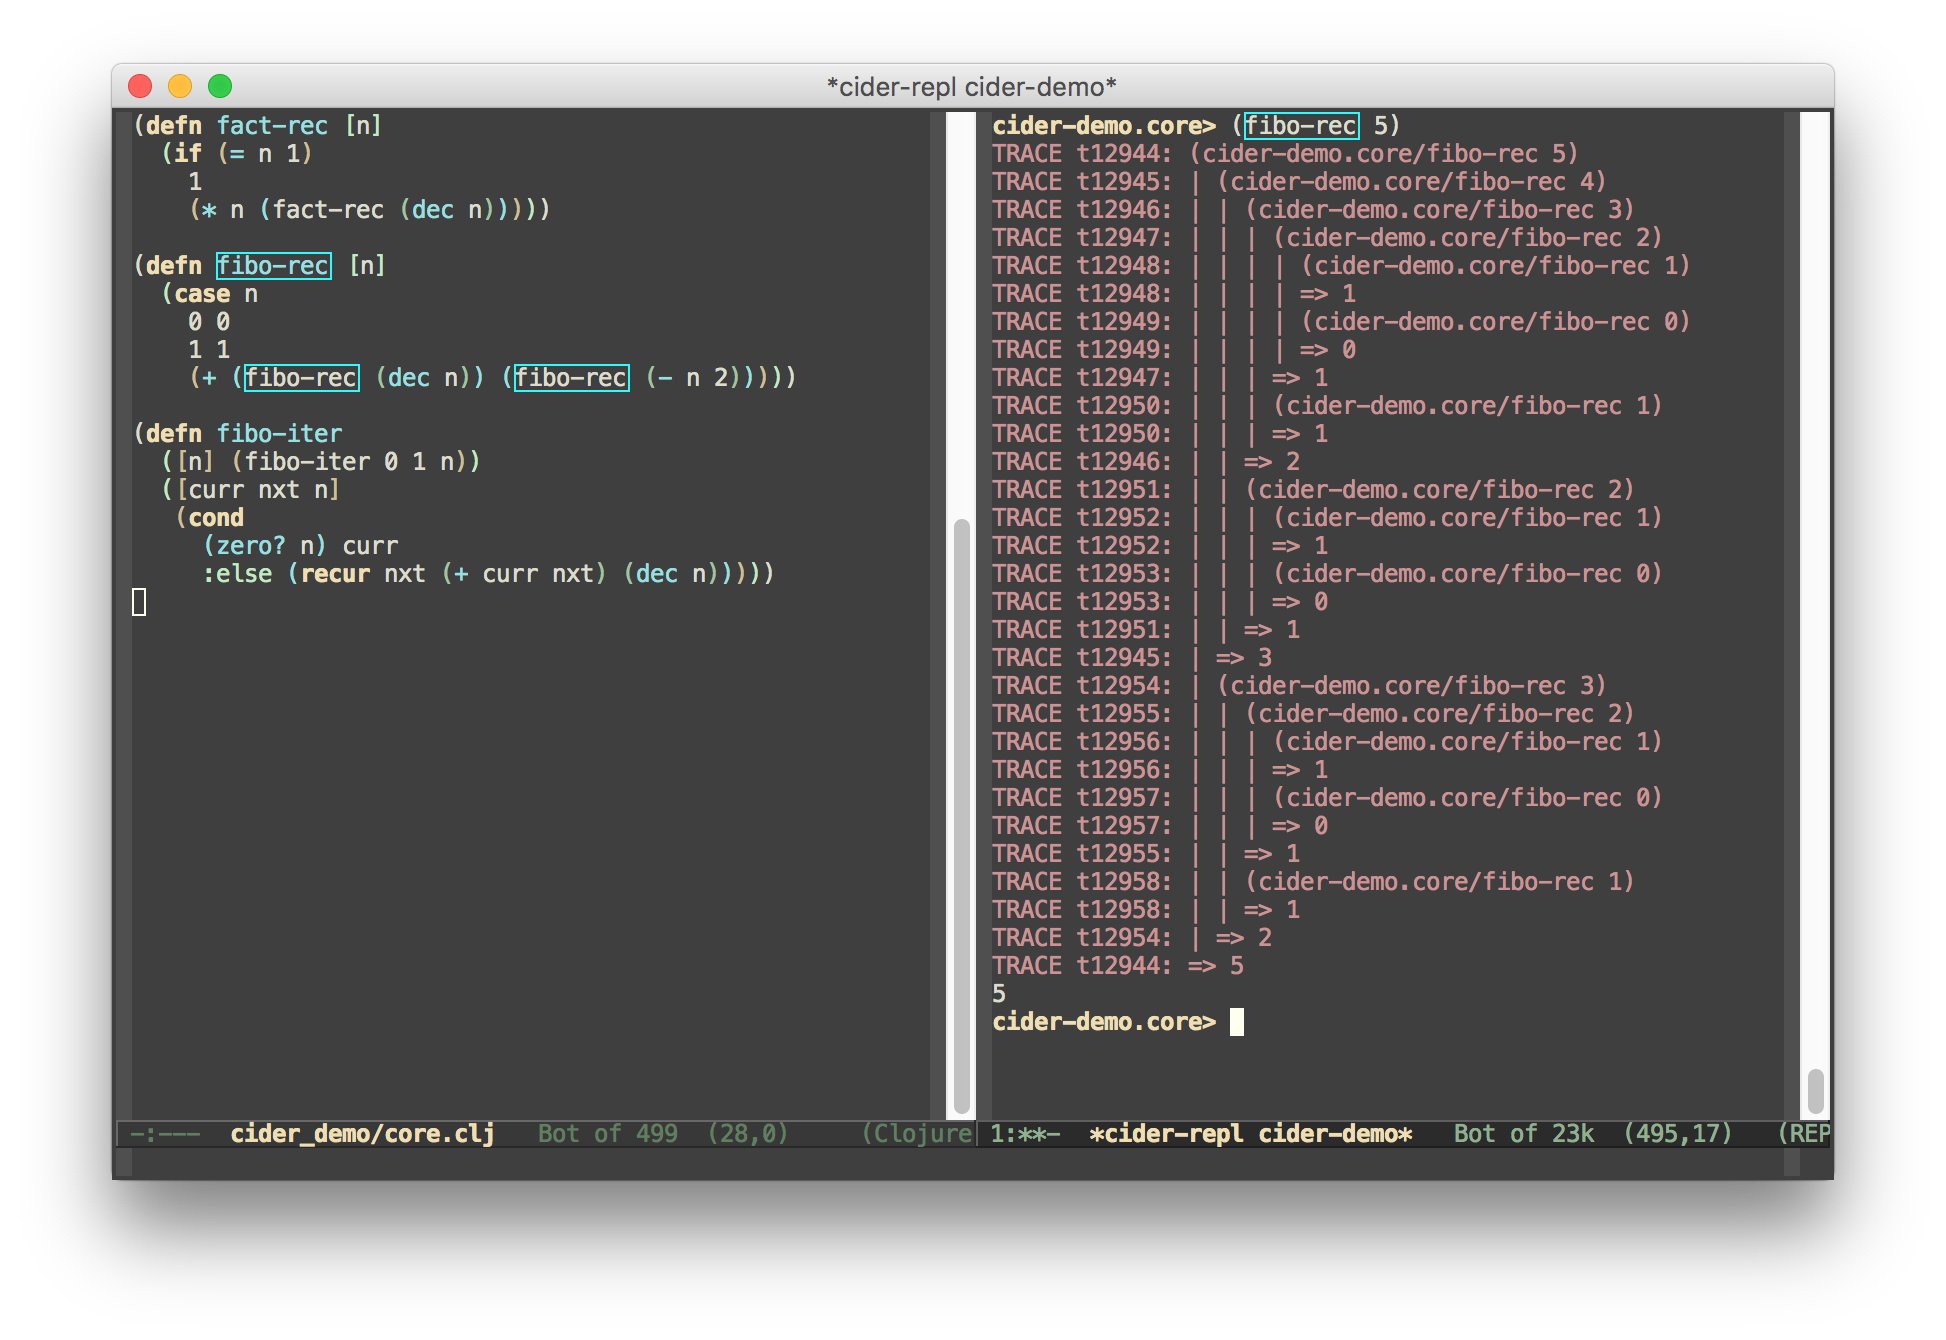 *cider-repl cider-demo*
(defn fact-rec [n]
  (if (= n 1)
    1
    (* n (fact-rec (dec n)))))

(defn fibo-rec [n]
  (case n
    0 0
    1 1
    (+ (fibo-rec (dec n)) (fibo-rec (- n 2)))))

(defn fibo-iter
  ([n] (fibo-iter 0 1 n))
  ([curr nxt n]
   (cond
     (zero? n) curr
     :else (recur nxt (+ curr nxt) (dec n)))))
-:---  cider_demo/core.clj   Bot of 499  (28,0)     (Clojure
cider-demo.core> (fibo-rec 5)
TRACE t12944: (cider-demo.core/fibo-rec 5)
TRACE t12945: | (cider-demo.core/fibo-rec 4)
TRACE t12946: | | (cider-demo.core/fibo-rec 3)
TRACE t12947: | | | (cider-demo.core/fibo-rec 2)
TRACE t12948: | | | | (cider-demo.core/fibo-rec 1)
TRACE t12948: | | | | => 1
TRACE t12949: | | | | (cider-demo.core/fibo-rec 0)
TRACE t12949: | | | | => 0
TRACE t12947: | | | => 1
TRACE t12950: | | | (cider-demo.core/fibo-rec 1)
TRACE t12950: | | | => 1
TRACE t12946: | | => 2
TRACE t12951: | | (cider-demo.core/fibo-rec 2)
TRACE t12952: | | | (cider-demo.core/fibo-rec 1)
TRACE t12952: | | | => 1
TRACE t12953: | | | (cider-demo.core/fibo-rec 0)
TRACE t12953: | | | => 0
TRACE t12951: | | => 1
TRACE t12945: | => 3
TRACE t12954: | (cider-demo.core/fibo-rec 3)
TRACE t12955: | | (cider-demo.core/fibo-rec 2)
TRACE t12956: | | | (cider-demo.core/fibo-rec 1)
TRACE t12956: | | | => 1
TRACE t12957: | | | (cider-demo.core/fibo-rec 0)
TRACE t12957: | | | => 0
TRACE t12955: | | => 1
TRACE t12958: | | (cider-demo.core/fibo-rec 1)
TRACE t12958: | | => 1
TRACE t12954: | => 2
TRACE t12944: => 5
5
cider-demo.core>
1:**-  *cider-repl cider-demo*   Bot of 23k  (495,17)   (REP